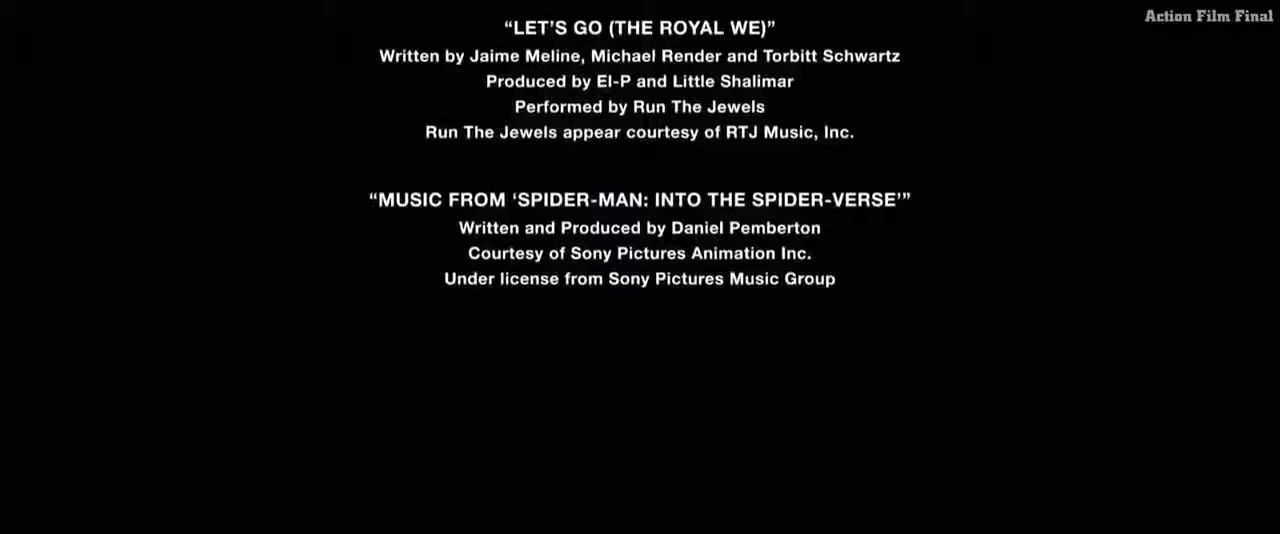 “LET’S GO (THE ROYAL WE)”
Written by Jaime Meline, Michael Render and Torbitt Schwartz
Produced by El-P and Little Shalimar
Performed by Run The Jewels
Run The Jewels appear courtesy of RTJ Music, Inc.
“MUSIC FROM ‘SPIDER-MAN: INTO THE SPIDER-VERSE’”
Written and Produced by Daniel Pemberton
Courtesy of Sony Pictures Animation Inc.
Under license from Sony Pictures Music Group
Action Film Final